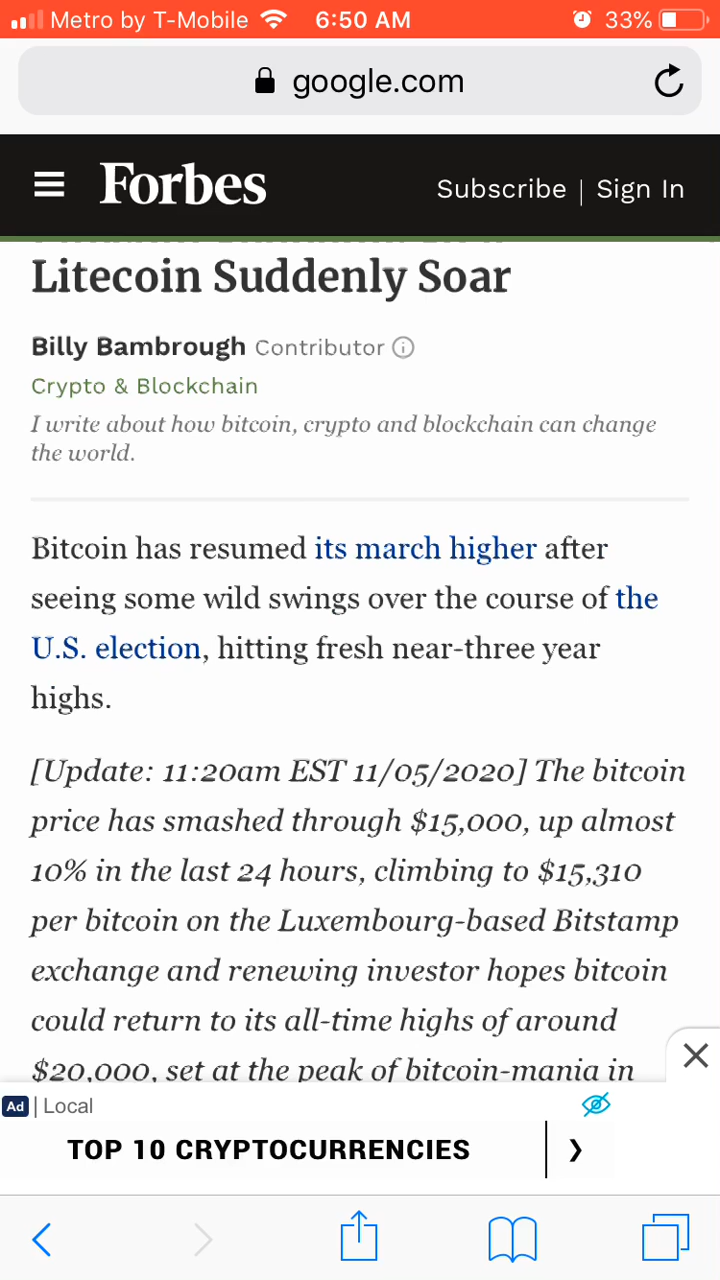 Metro by T-Mobile 6:50 AM 33%
google.com
Forbes Subscribe | Sign In
Litecoin Suddenly Soar
Billy Bambrough Contributor
Crypto & Blockchain
I write about how bitcoin, crypto and blockchain can change
the world.
Bitcoin has resumed its march higher after
seeing some wild swings over the course of the
U.S. election, hitting fresh near-three year
highs.
[Update: 11:20am EST 11/05/2020] The bitcoin
price has smashed through $15,000, up almost
10% in the last 24 hours, climbing to $15,310
per bitcoin on the Luxembourg-based Bitstamp
exchange and renewing investor hopes bitcoin
could return to its all-time highs of around
$20,000, set at the peak of bitcoin-mania in
Ad | Local
TOP 10 CRYPTOCURRENCIES